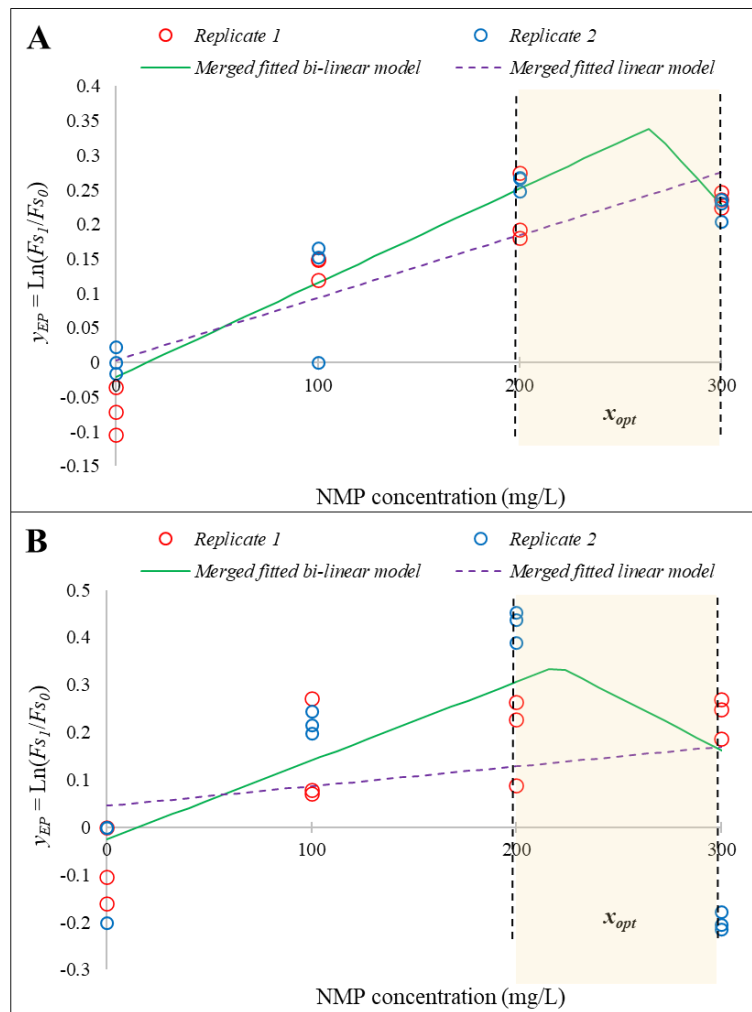 A
Replicate 1 Replicate 2
Merged fitted bi-linear model Merged fitted linear model
0.4
0.35
0.3
0.25
0.2
0.15
0.1
0.05
0
-0.05
-0.1
-0.15
y_EP = Ln(Fs_1/Fs_0)
0 100 200 300
x_opt
NMP concentration (mg/L)
B
Replicate 1 Replicate 2
Merged fitted bi-linear model Merged fitted linear model
0.5
0.4
0.3
0.2
0.1
0
-0.1
-0.2
-0.3
y_EP = Ln(Fs_1/Fs_0)
0 100 200 300
x_opt
NMP concentration (mg/L)